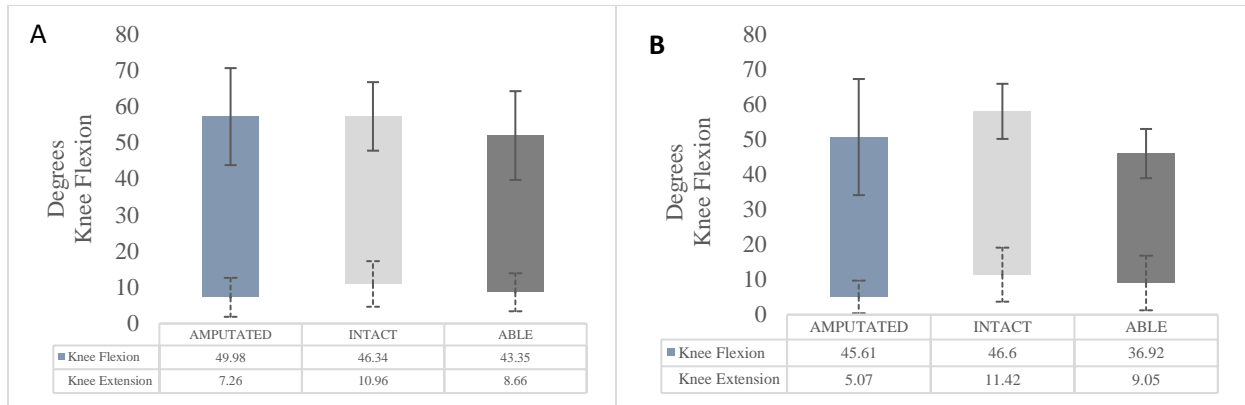 A
Degrees
Knee Flexion
80
70
60
50
40
30
20
10
0
AMPUTATED INTACT ABLE
Knee Flexion 49.98 46.34 43.35
Knee Extension 7.26 10.96 8.66
B
Degrees
Knee Flexion
80
70
60
50
40
30
20
10
0
AMPUTATED INTACT ABLE
Knee Flexion 45.61 46.6 36.92
Knee Extension 5.07 11.42 9.05